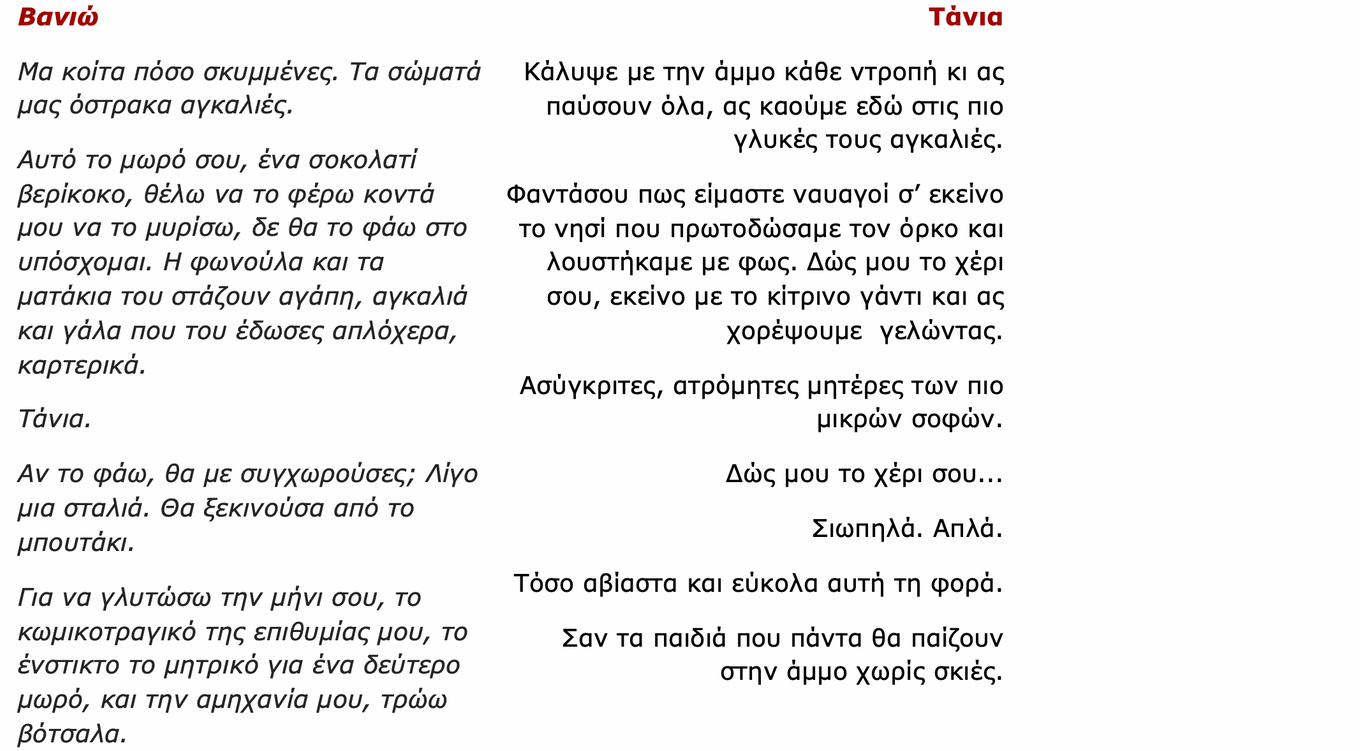 Βανιώ
Μα κοίτα πόσο σκυμμένες. Τα σώματά
μας όστρακα αγκαλιές.
Αυτό το μωρό σου, ένα σοκολατί
βερίκοκο, θέλω να το φέρω κοντά
μου να το μυρίσω, δε θα το φάω στο
υπόσχομαι. Η φωνούλα και τα
ματάκια του στάζουν αγάπη, αγκαλιά
και γάλα που του έδωσες απλόχερα,
καρτερικά.
Τάνια.
Αν το φάω, θα με συγχωρούσες; Λίγο
μια σταλιά. Θα ξεκινούσα από το
μπουτάκι.
Για να γλυτώσω την μήνι σου, το
κωμικοτραγικό της επιθυμίας μου, το
ένστικτο το μητρικό για ένα δεύτερο
μωρό, και την αμηχανία μου, τρώω
βότσαλα.
Τάνια
Κάλυψε με την άμμο κάθε ντροπή κι ας
παύσουν όλα, ας καούμε εδώ στις πιο
γλυκές τους αγκαλιές.
Φαντάσου πως είμαστε ναυαγοί σ’ εκείνο
το νησί που πρωτοδώσαμε τον όρκο και
λουστήκαμε με φως. Δώς μου το χέρι
σου, εκείνο με το κίτρινο γάντι και ας
χορέψουμε  γελώντας.
Ασύγκριτες, ατρόμητες μητέρες των πιο
μικρών σοφών.
Δώς μου το χέρι σου...
Σιωπηλά. Απλά.
Τόσο αβίαστα και εύκολα αυτή τη φορά.
Σαν τα παιδιά που πάντα θα παίζουν
στην άμμο χωρίς σκιές.